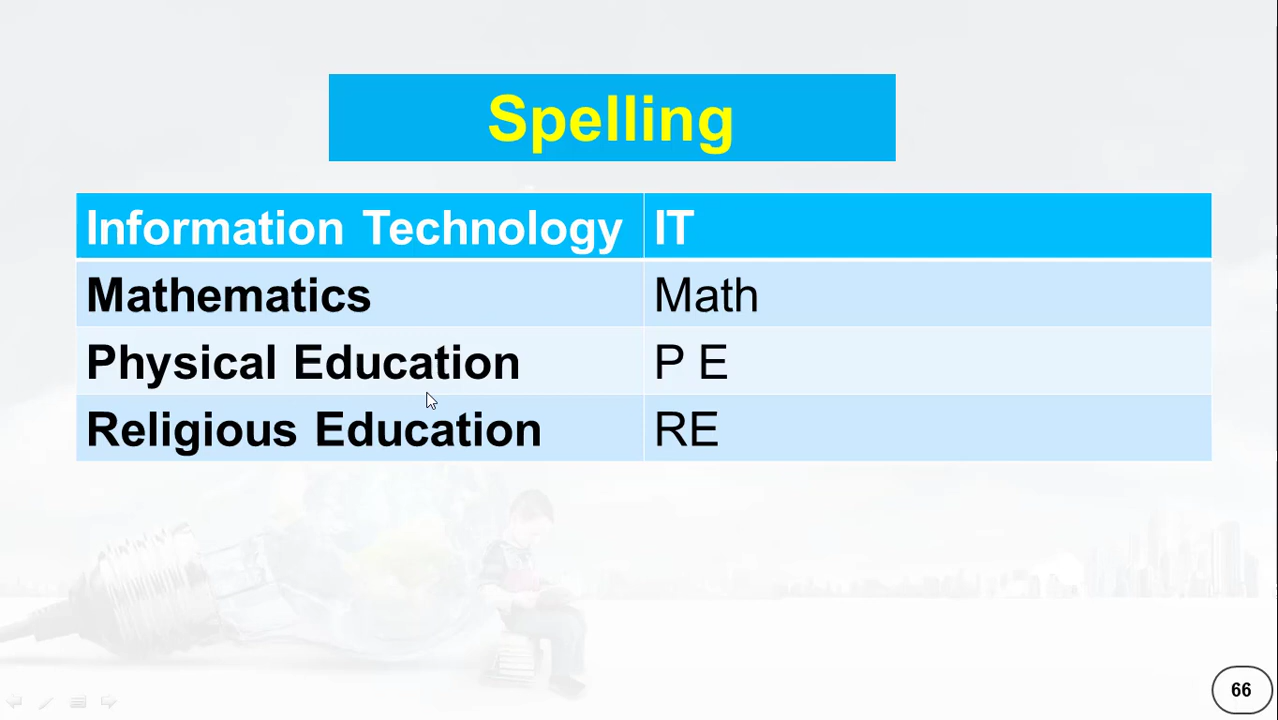 Spelling
Information Technology IT
Mathematics Math
Physical Education P E
Religious Education RE
66